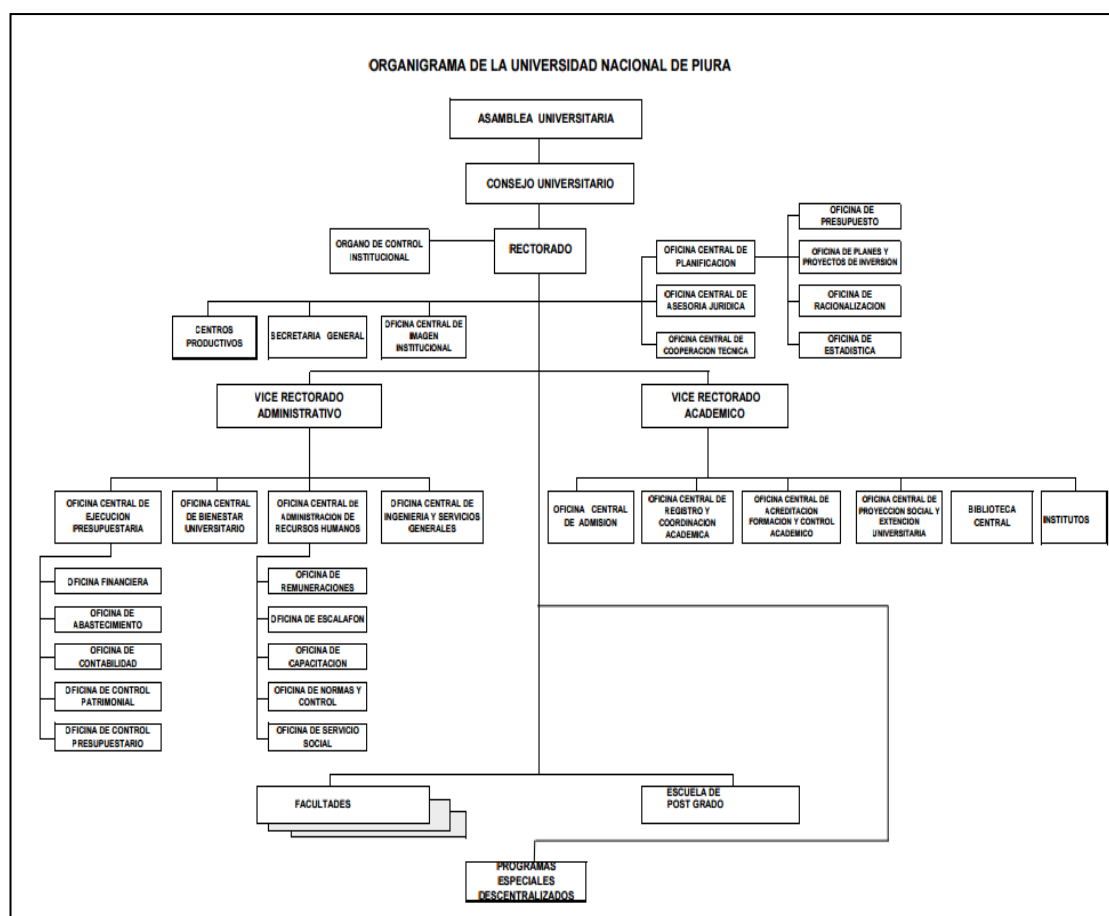 ORGANIGRAMA DE LA UNIVERSIDAD NACIONAL DE PIURA
ASAMBLEA UNIVERSITARIA
CONSEJO UNIVERSITARIO
ORGANO DE CONTROL
INSTITUCIONAL
RECTORADO
OFICINA CENTRAL DE
PLANIFICACION
OFICINA DE
PRESUPUESTO
OFICINA DE PLANES Y
PROYECTOS DE INVERSION
OFICINA CENTRAL DE
ASESORIA JURIDICA
OFICINA DE
RACIONALIZACION
CENTROS
PRODUCTIVOS
SECRETARIA GENERAL
OFICINA CENTRAL DE
IMAGEN
INSTITUCIONAL
OFICINA CENTRAL DE
COOPERACION TECNICA
OFICINA DE
ESTADISTICA
VICE RECTORADO
ADMINISTRATIVO
VICE RECTORADO
ACADEMICO
OFICINA CENTRAL DE
EJECUCION
PRESUPUESTARIA
OFICINA CENTRAL
DE BIENESTAR
UNIVERSITARIO
OFICINA CENTRAL DE
ADMINISTRACION DE
RECURSOS HUMANOS
OFICINA CENTRAL DE
INGENIERIA Y SERVICIOS
GENERALES
OFICINA CENTRAL
DE ADMISION
OFICINA CENTRAL DE
REGISTRO Y
COORDINACION
ACADEMICA
OFICINA CENTRAL DE
ACREDITACION
FORMACION Y CONTROL
ACADEMICO
OFICINA CENTRAL DE
PROYECCION SOCIAL Y
EXTENCION
UNIVERSITARIA
BIBLIOTECA
CENTRAL
INSTITUTOS
OFICINA FINANCIERA
OFICINA DE
ABASTECIMIENTO
OFICINA DE
CONTABILIDAD
OFICINA DE CONTROL
PATRIMONIAL
OFICINA DE CONTROL
PRESUPUESTARIO
OFICINA DE
REMUNERACIONES
OFICINA DE ESCALAFON
OFICINA DE
CAPACITACION
OFICINA DE NORMAS Y
CONTROL
OFICINA DE SERVICIO
SOCIAL
FACULTADES
ESCUELA DE
POST GRADO
PROGRAMAS
ESPECIALES
DESCENTRALIZADOS